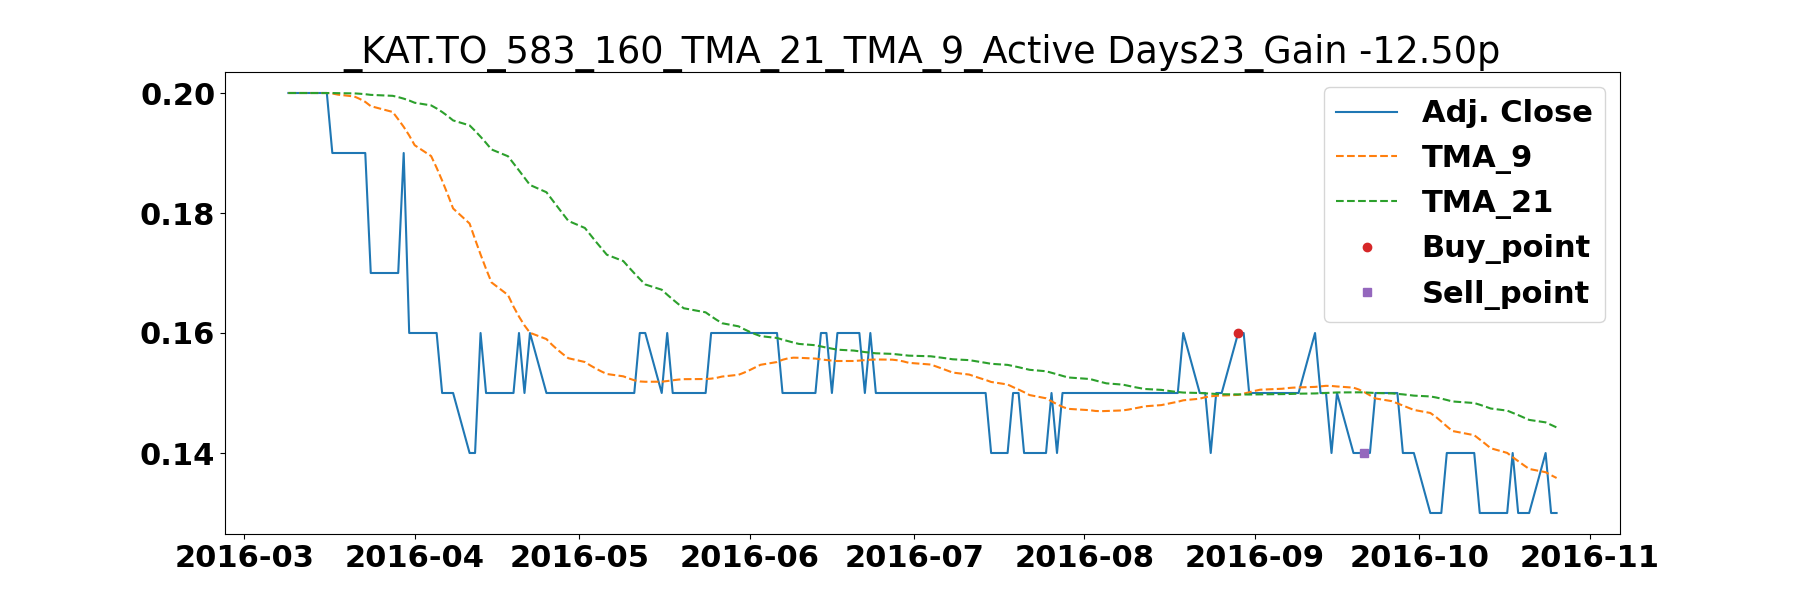 _KAT.TO_583_160_TMA_21_TMA_9_Active Days23_Gain -12.50p
0.20
0.18
0.16
0.14
Adj. Close
TMA_9
TMA_21
Buy_point
Sell_point
2016-03 2016-04 2016-05 2016-06 2016-07 2016-08 2016-09 2016-10 2016-11